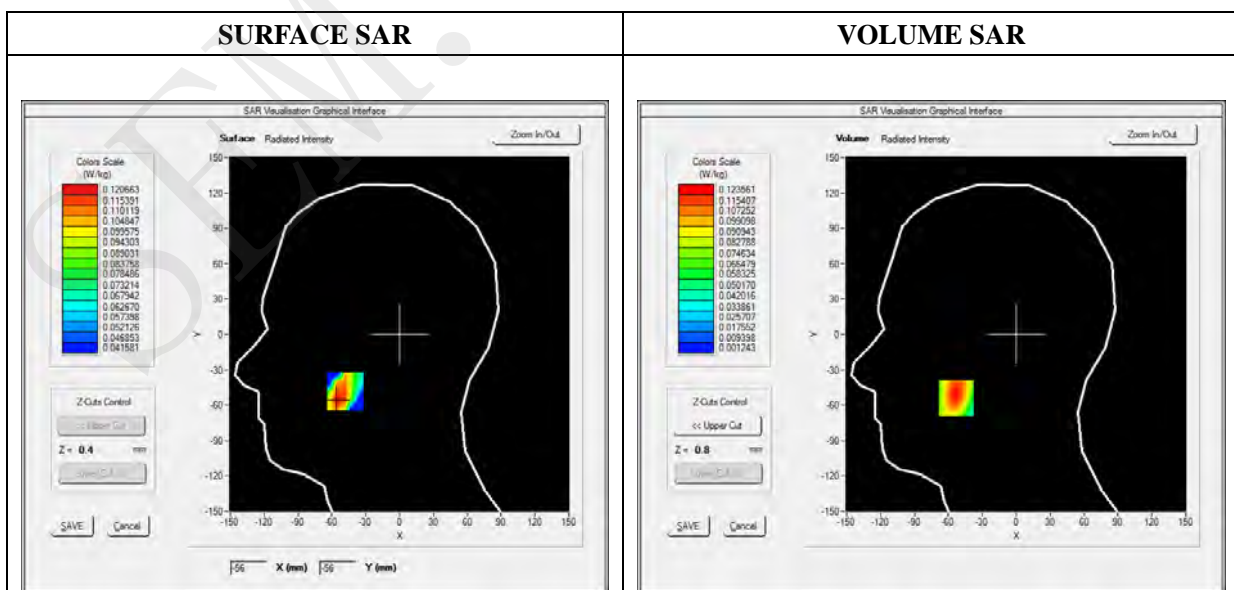 SURFACE SAR
VOLUME SAR
SAR Visualisation Graphical Interface
Surface Radiated Intensity
Zoom In/Out
Colors Scale
(W/kg)
0.120663
0.115391
0.110119
0.104847
0.099575
0.094303
0.089031
0.083758
0.078486
0.073214
0.067942
0.062670
0.057398
0.052126
0.046853
0.041581
Z-Cuts Control
<< Upper Cut
Z = 0.4 mm
SAVE
Cancel
150
120
90
60
30
0
-30
-60
-90
-120
-150
Y
-150 -120 -90 -60 -30 0 30 60 90 120 150
X
-56 X (mm) -56 Y (mm)
SAR Visualisation Graphical Interface
Volume Radiated Intensity
Zoom In/Out
Colors Scale
(W/kg)
0.123561
0.115407
0.107252
0.099098
0.090943
0.082788
0.074634
0.066479
0.058325
0.050170
0.042016
0.033861
0.025707
0.017552
0.009398
0.001243
Z-Cuts Control
<< Upper Cut
Z = 0.8 mm
SAVE
Cancel
150
120
90
60
30
0
-30
-60
-90
-120
-150
Y
-150 -120 -90 -60 -30 0 30 60 90 120 150
X
SEM.